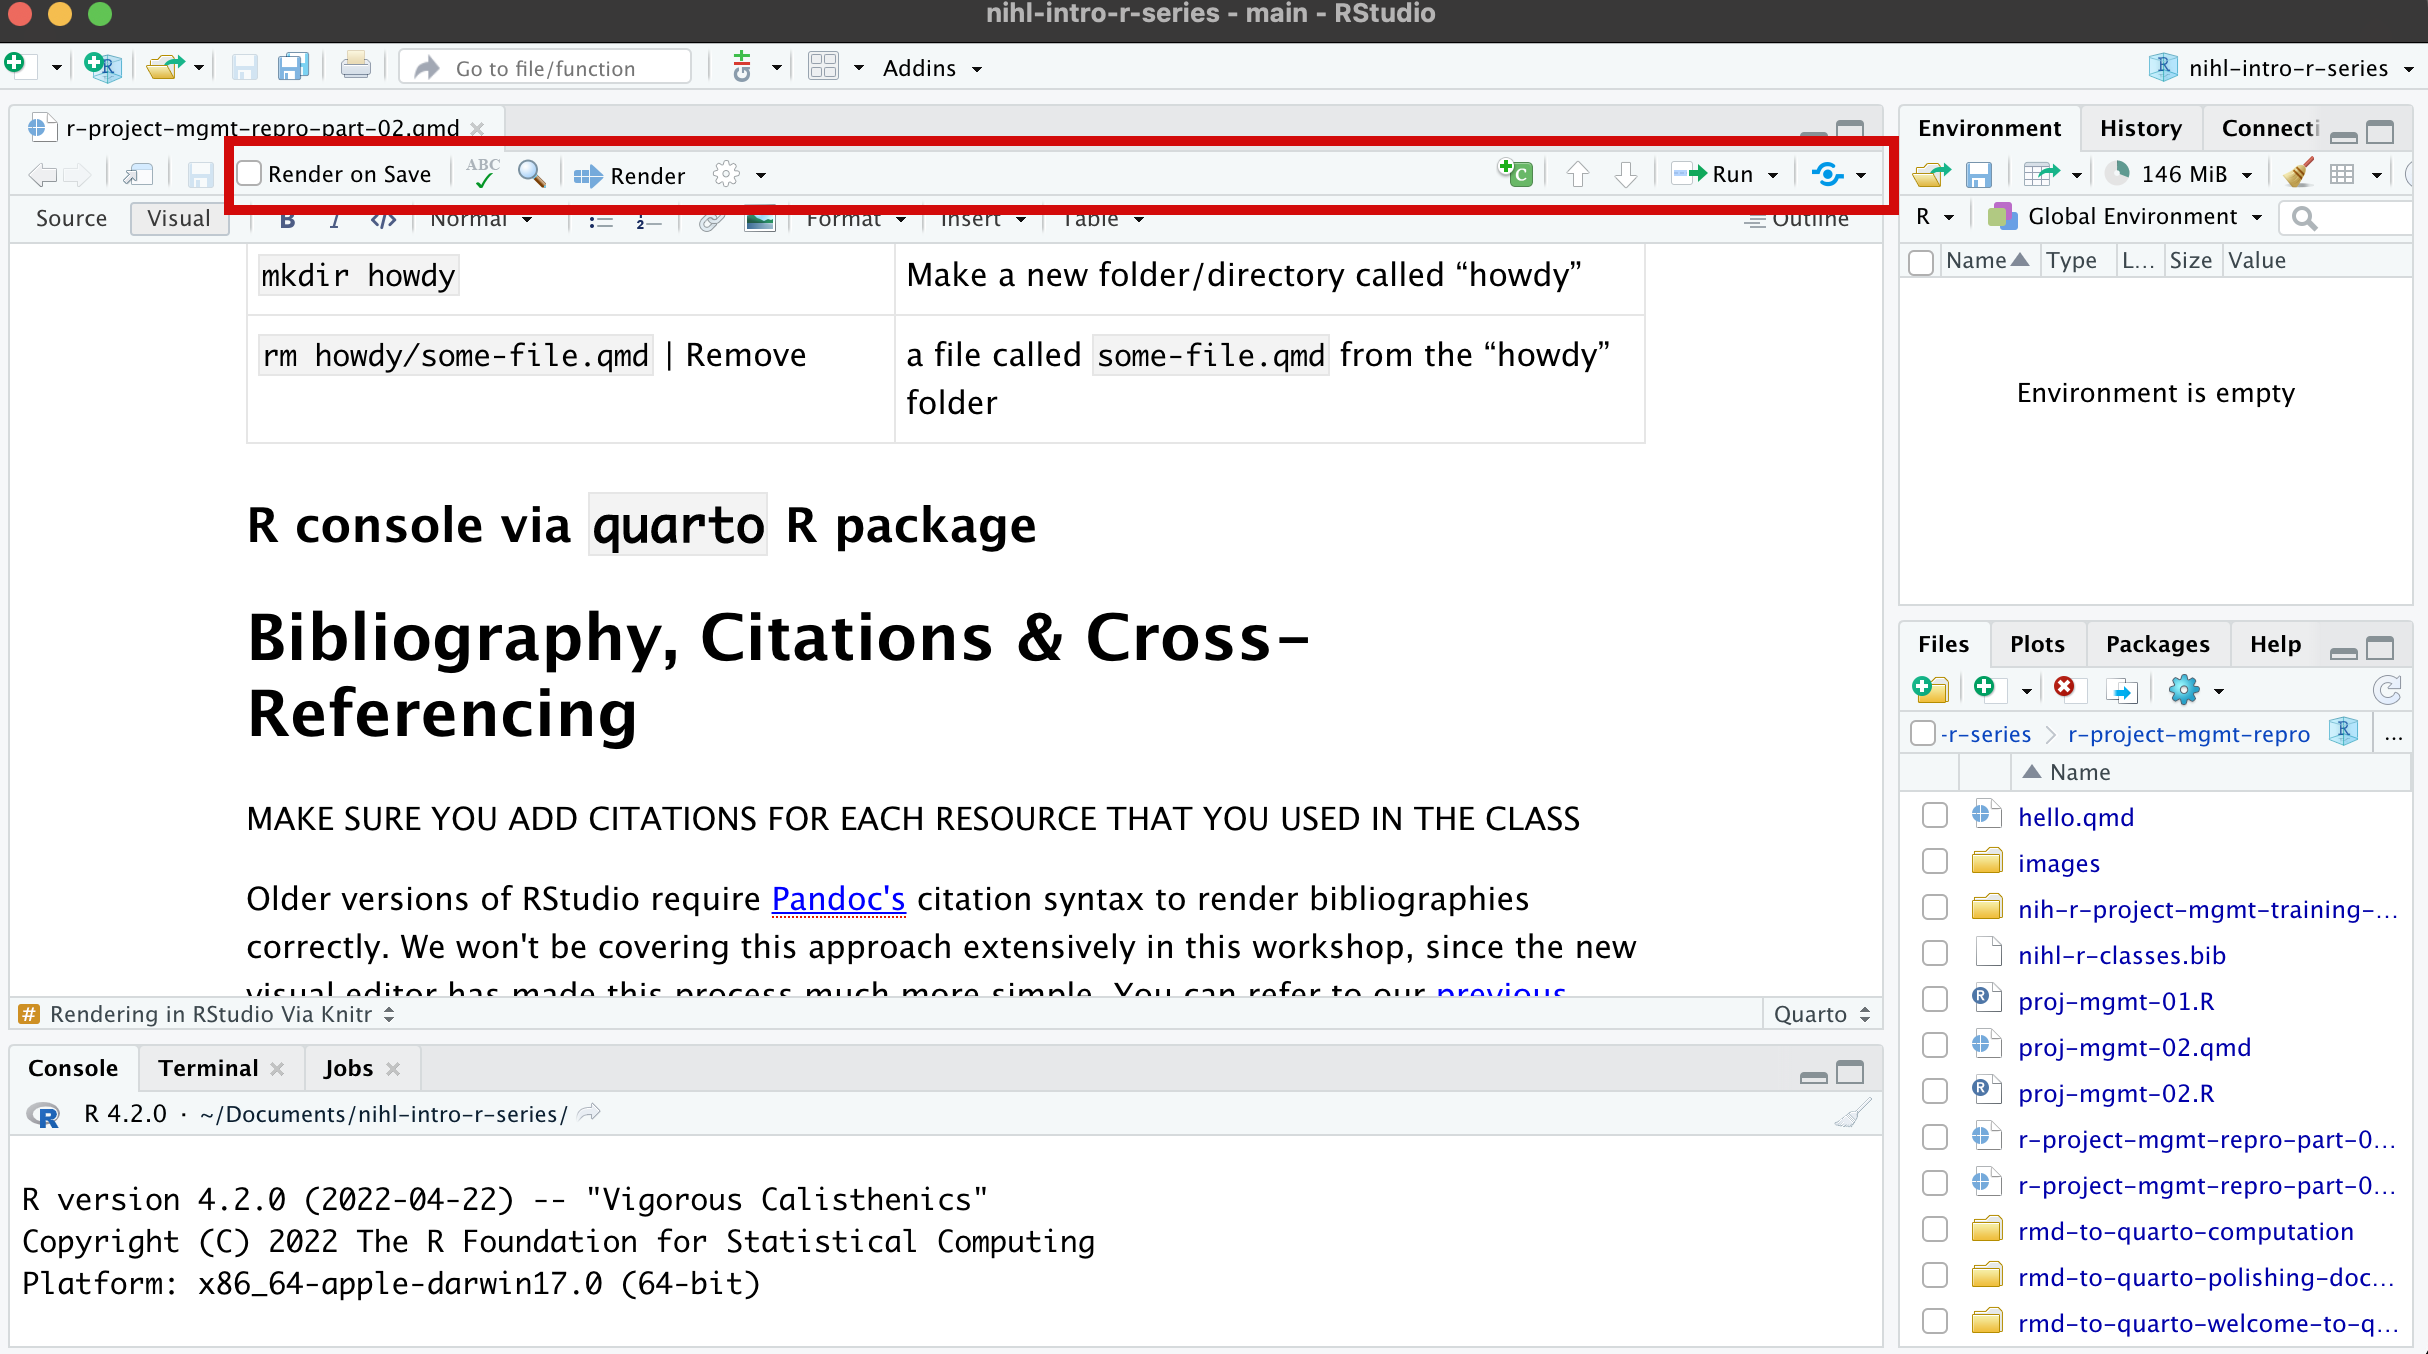 nihl-intro-r-series - main - RStudio
Go to file/function
Addins
nihl-intro-r-series
r-project-mgmt-repro-part-02.qmd
Render on Save
ABC
Render
C
Run
Source
Visual
B
I
</>
Normal
Format
Insert
Table
Outline
mkdir howdy
Make a new folder/directory called “howdy”
rm howdy/some-file.qmd | Remove
a file called some-file.qmd from the “howdy”
folder
R console via quarto R package
Bibliography, Citations & Cross-
Referencing
MAKE SURE YOU ADD CITATIONS FOR EACH RESOURCE THAT YOU USED IN THE CLASS
Older versions of RStudio require Pandoc's citation syntax to render bibliographies
correctly. We won't be covering this approach extensively in this workshop, since the new
visual editor has made this process much more simple. You can refer to our previous
# Rendering in RStudio Via Knitr
Quarto
Console
Terminal
Jobs
R 4.2.0 · ~/Documents/nihl-intro-r-series/
R version 4.2.0 (2022-04-22) -- "Vigorous Calisthenics"
Copyright (C) 2022 The R Foundation for Statistical Computing
Platform: x86_64-apple-darwin17.0 (64-bit)
Environment
History
Connecti
146 MiB
R
Global Environment
Name
Type
L...
Size
Value
Environment is empty
Files
Plots
Packages
Help
-r-series
r-project-mgmt-repro
...
Name
hello.qmd
images
nih-r-project-mgmt-training-...
nihl-r-classes.bib
proj-mgmt-01.R
proj-mgmt-02.qmd
proj-mgmt-02.R
r-project-mgmt-repro-part-0...
r-project-mgmt-repro-part-0...
rmd-to-quarto-computation
rmd-to-quarto-polishing-doc...
rmd-to-quarto-welcome-to-q...